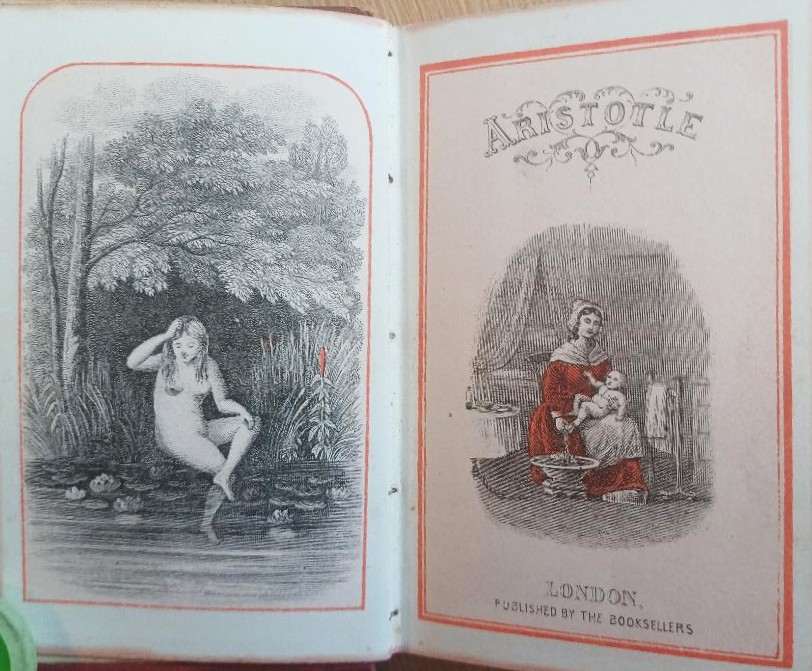 ARISTOTLE
LONDON,
PUBLISHED BY THE BOOKSELLERS